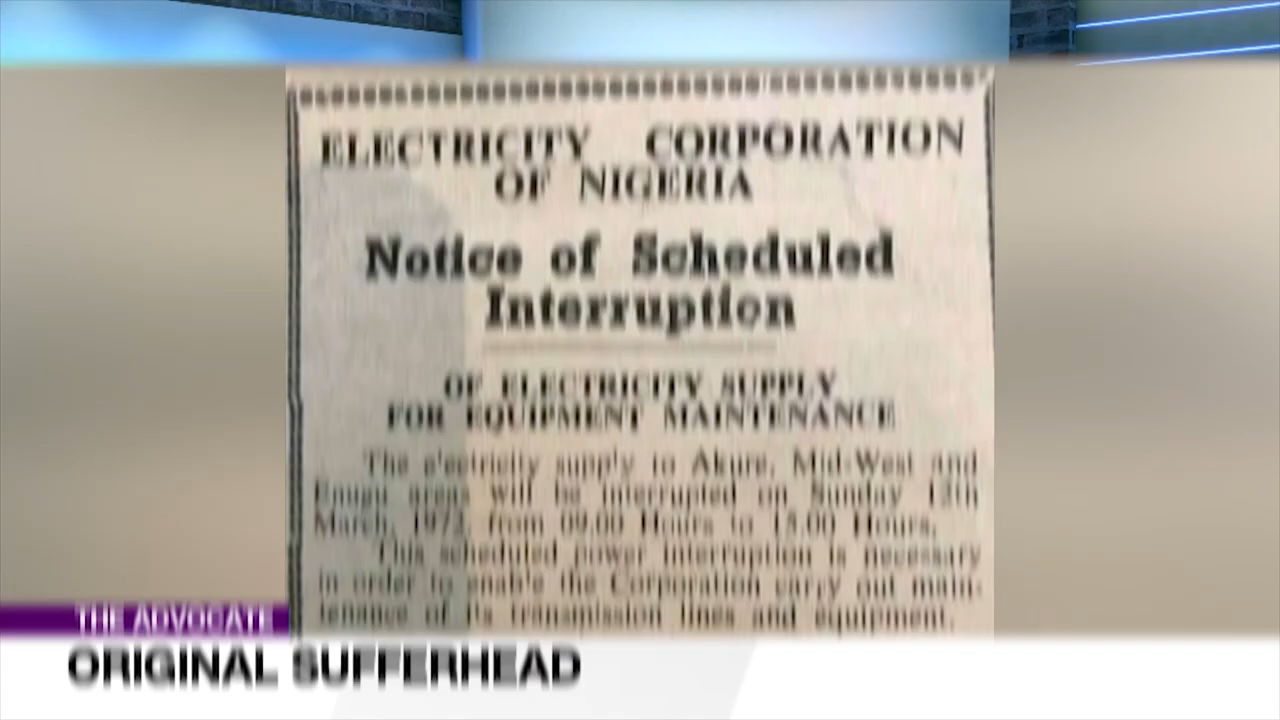 ELECTRICITY CORPORATION
OF NIGERIA
Notice of Scheduled
Interruption
OF ELECTRICITY SUPPLY
FOR EQUIPMENT MAINTENANCE
The electricity supply to Akure, Mid-West and
Enugu areas will be interrupted on Sunday 12th
March, 1972 from 09.00 Hours to 15.00 Hours.
This scheduled power interruption is necessary
in order to enable the Corporation carry out main-
tenance of its transmission lines and equipment.
THE ADVOCATE
ORIGINAL SUFFERHEAD